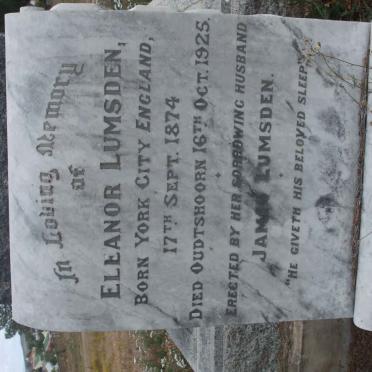 In Loving Memory
of
ELEANOR LUMSDEN,
BORN YORK CITY ENGLAND,
17TH SEPT. 1874
DIED OUDTSHOORN 16TH OCT. 1925.
ERECTED BY HER SORROWING HUSBAND
JAMES LUMSDEN.
"HE GIVETH HIS BELOVED SLEEP"